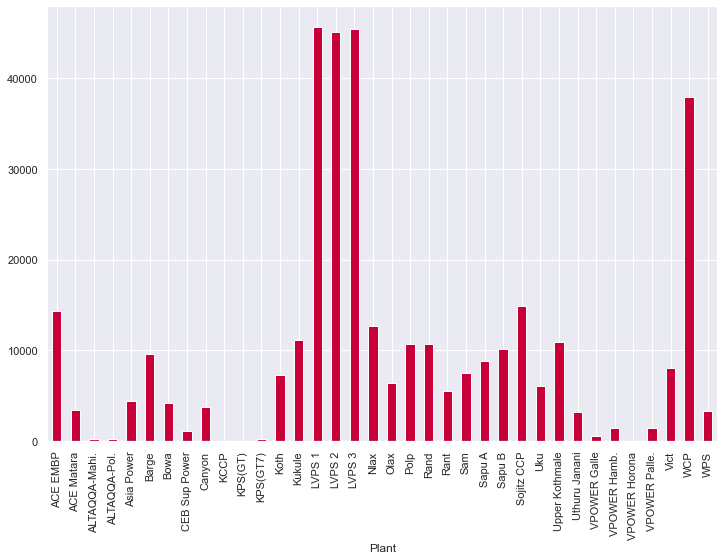 40000
30000
20000
10000
0
ACE EMBP
ACE Matara
ALTAQQA-Mahi.
ALTAQQA-Pol.
Asia Power
Barge
Bowa
CEB Sup Power
Canyon
KCCP
KPS(GT)
KPS(GT7)
Koth
Kukule
LVPS 1
LVPS 2
LVPS 3
Nlax
Olax
Polp
Rand
Rant
Sam
Sapu A
Sapu B
Sojitz CCP
Uku
Upper Kothmale
Uthuru Janani
VPOWER Galle
VPOWER Hamb.
VPOWER Horona
VPOWER Palle.
Vict
WCP
WPS
Plant